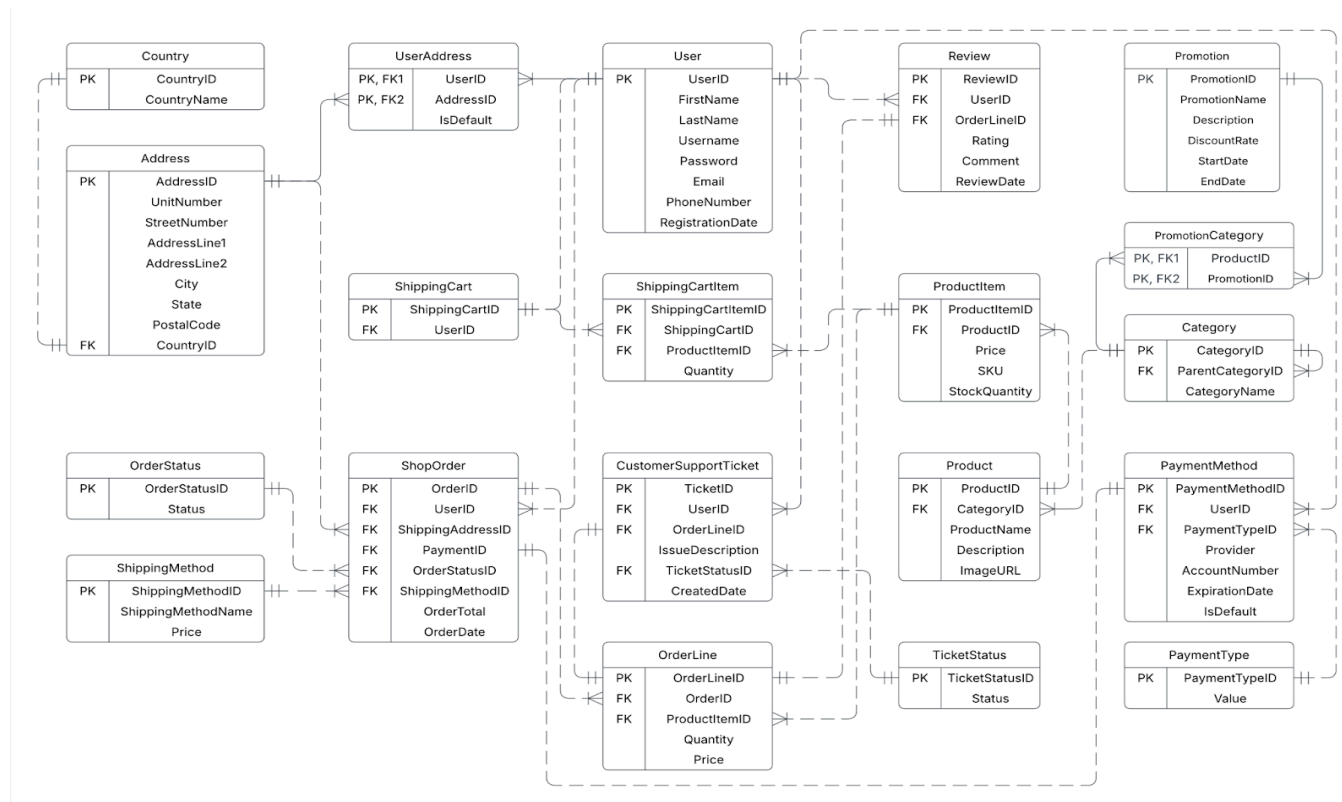 Country
PK CountryID
CountryName
UserAddress
PK, FK1 UserID
PK, FK2 AddressID
IsDefault
User
PK UserID
FirstName
LastName
Username
Password
Email
PhoneNumber
RegistrationDate
Review
PK ReviewID
FK UserID
FK OrderLineID
Rating
Comment
ReviewDate
Promotion
PK PromotionID
PromotionName
Description
DiscountRate
StartDate
EndDate
Address
PK AddressID
UnitNumber
StreetNumber
AddressLine1
AddressLine2
City
State
PostalCode
FK CountryID
PromotionCategory
PK, FK1 ProductID
PK, FK2 PromotionID
ShippingCart
PK ShippingCartID
FK UserID
ShippingCartItem
PK ShippingCartItemID
FK ShippingCartID
FK ProductItemID
Quantity
ProductItem
PK ProductItemID
FK ProductID
Price
SKU
StockQuantity
Category
PK CategoryID
FK ParentCategoryID
CategoryName
OrderStatus
PK OrderStatusID
Status
ShopOrder
PK OrderID
FK UserID
FK ShippingAddressID
FK PaymentID
FK OrderStatusID
FK ShippingMethodID
OrderTotal
OrderDate
CustomerSupportTicket
PK TicketID
FK UserID
FK OrderLineID
IssueDescription
FK TicketStatusID
CreatedDate
Product
PK ProductID
FK CategoryID
ProductName
Description
ImageURL
PaymentMethod
PK PaymentMethodID
FK UserID
FK PaymentTypeID
Provider
AccountNumber
ExpirationDate
IsDefault
ShippingMethod
PK ShippingMethodID
ShippingMethodName
Price
OrderLine
PK OrderLineID
FK OrderID
FK ProductItemID
Quantity
Price
TicketStatus
PK TicketStatusID
Status
PaymentType
PK PaymentTypeID
Value